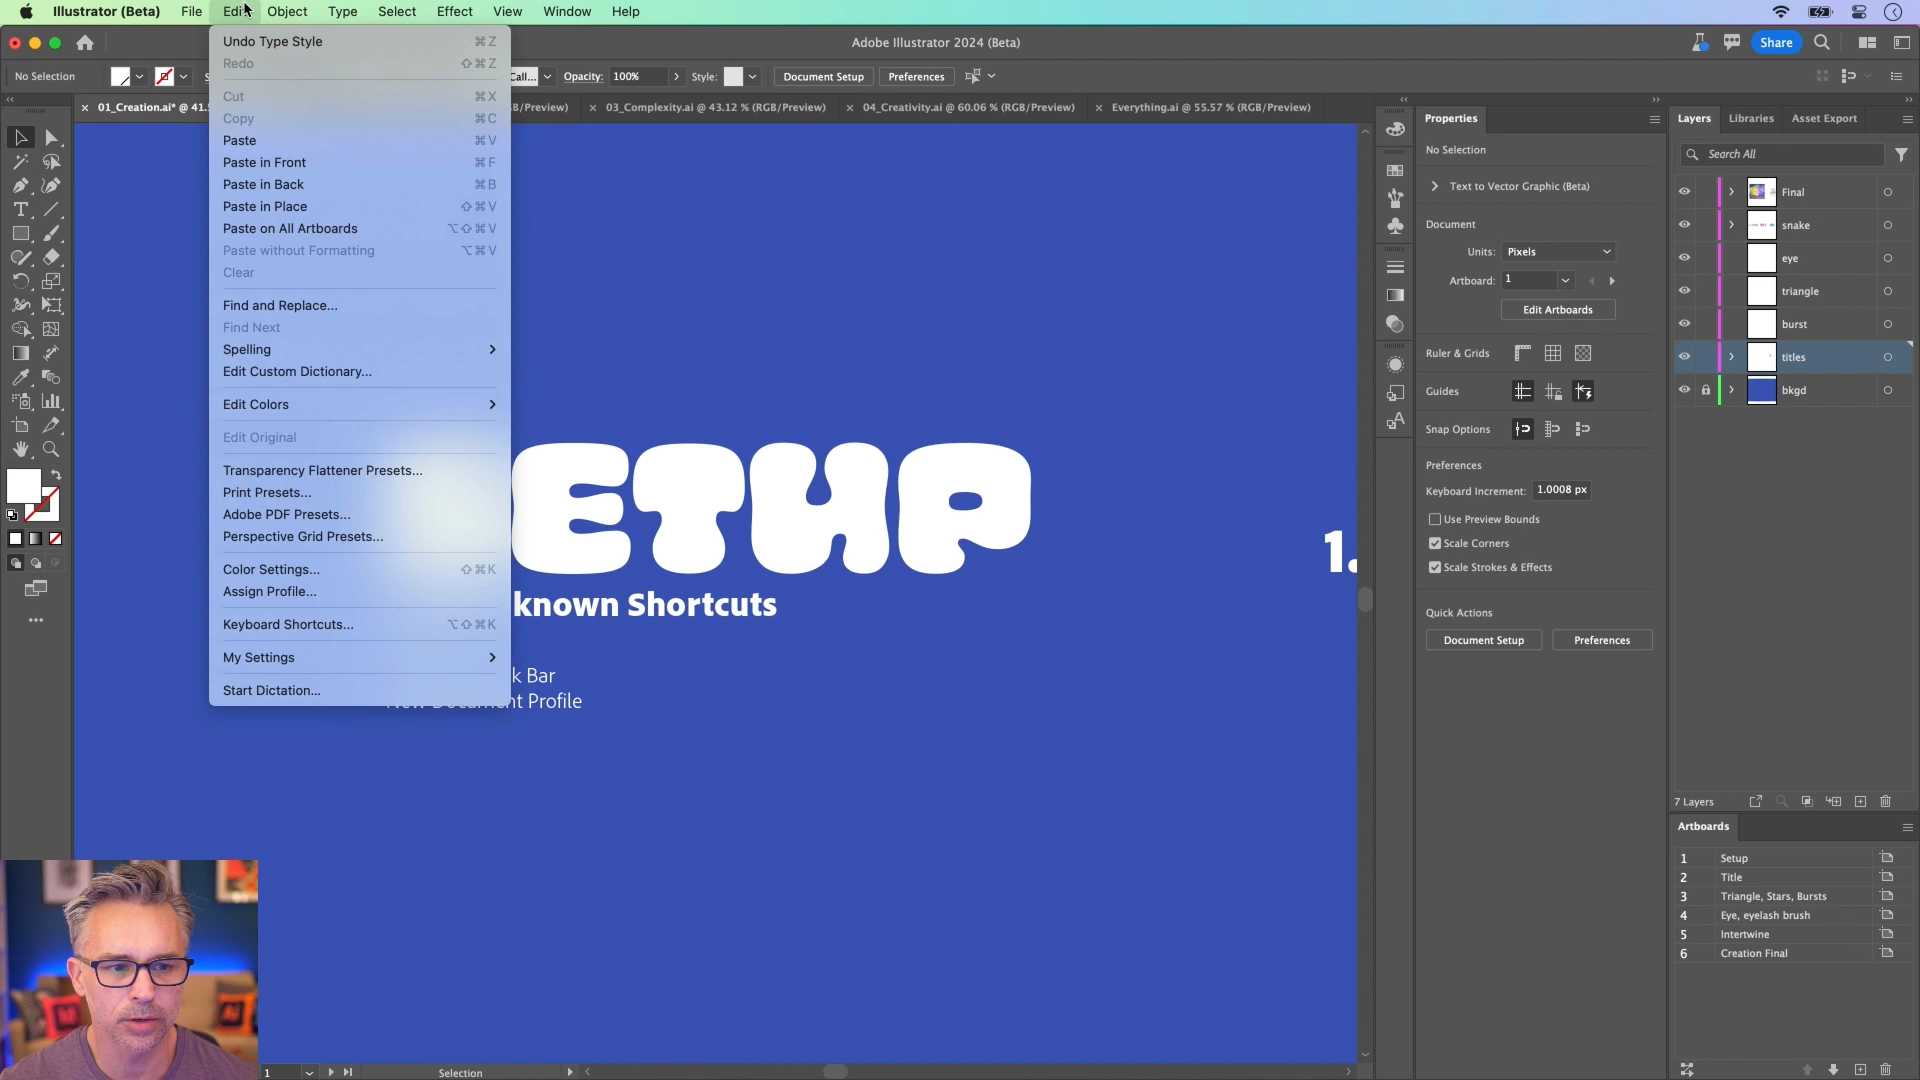 Illustrator (Beta) File Edit Object Type Select Effect View Window Help
Adobe Illustrator 2024 (Beta)
Share
No Selection
Call...
Opacity: 100%
Style:
Document Setup
Preferences
01_Creation.ai* @ 41.5
GB/Preview)
03_Complexity.ai @ 43.12 % (RGB/Preview)
04_Creativity.ai @ 60.06 % (RGB/Preview)
Everything.ai @ 55.57 % (RGB/Preview)
Undo Type Style ⌘Z
Redo ⇧⌘Z
Cut ⌘X
Copy ⌘C
Paste ⌘V
Paste in Front ⌘F
Paste in Back ⌘B
Paste in Place ⇧⌘V
Paste on All Artboards ⌥⇧⌘V
Paste without Formatting ⌥⌘V
Clear
Find and Replace...
Find Next
Spelling
Edit Custom Dictionary...
Edit Colors
Edit Original
Transparency Flattener Presets...
Print Presets...
Adobe PDF Presets...
Perspective Grid Presets...
Color Settings... ⇧⌘K
Assign Profile...
Keyboard Shortcuts... ⌥⇧⌘K
My Settings
Start Dictation...
ETUP
known Shortcuts
k Bar
New Document Profile
1.
Properties
No Selection
Text to Vector Graphic (Beta)
Document
Units: Pixels
Artboard: 1
Edit Artboards
Ruler & Grids
Guides
Snap Options
Preferences
Keyboard Increment: 1.0008 px
Use Preview Bounds
Scale Corners
Scale Strokes & Effects
Quick Actions
Document Setup
Preferences
Layers Libraries Asset Export
Search All
Final
snake
eye
triangle
burst
titles
bkgd
7 Layers
Artboards
1 Setup
2 Title
3 Triangle, Stars, Bursts
4 Eye, eyelash brush
5 Intertwine
6 Creation Final
Ai
1
Selection